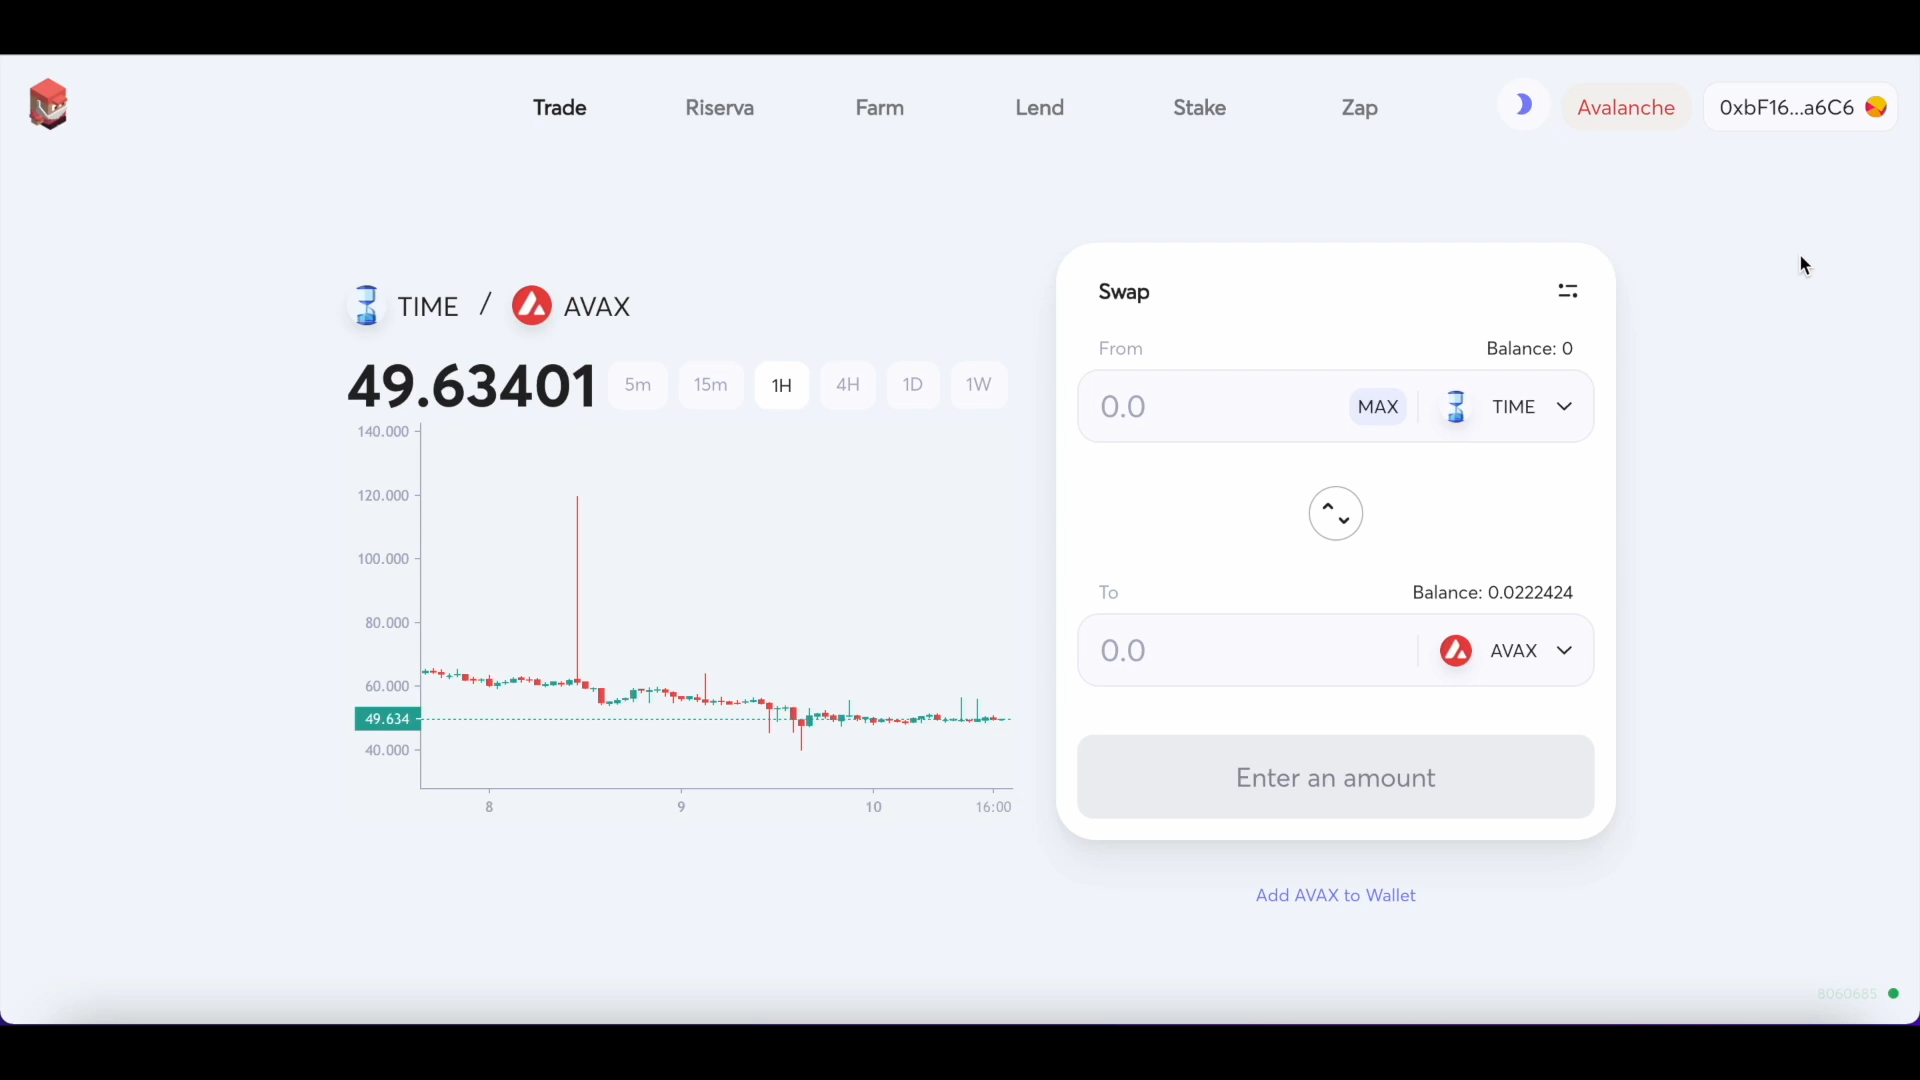 Trade Riserva Farm Lend Stake Zap Avalanche 0xbF16...a6C6
TIME / AVAX
49.63401 5m 15m 1H 4H 1D 1W
140.000
120.000
100.000
80.000
60.000
49.634
40.000
8 9 10 16:00
Swap
From Balance: 0
0.0 MAX TIME
To Balance: 0.0222424
0.0 AVAX
Enter an amount
Add AVAX to Wallet
8060685